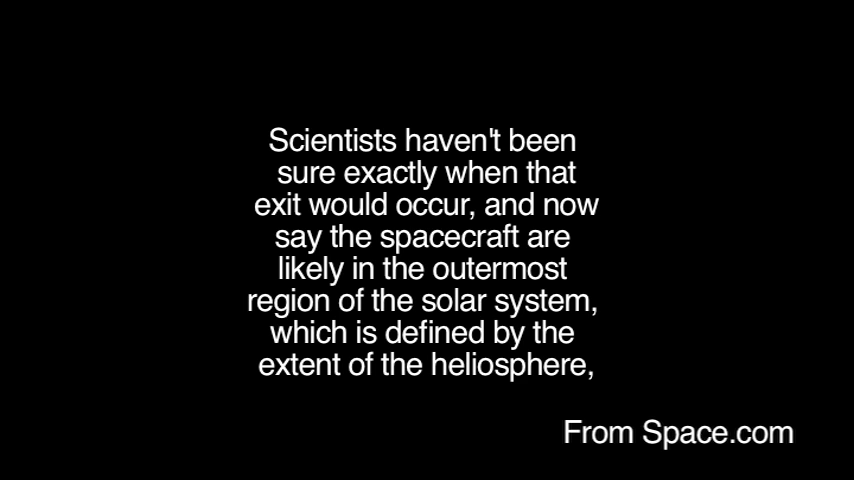 Scientists haven't been
sure exactly when that
exit would occur, and now
say the spacecraft are
likely in the outermost
region of the solar system,
which is defined by the
extent of the heliosphere,
From Space.com